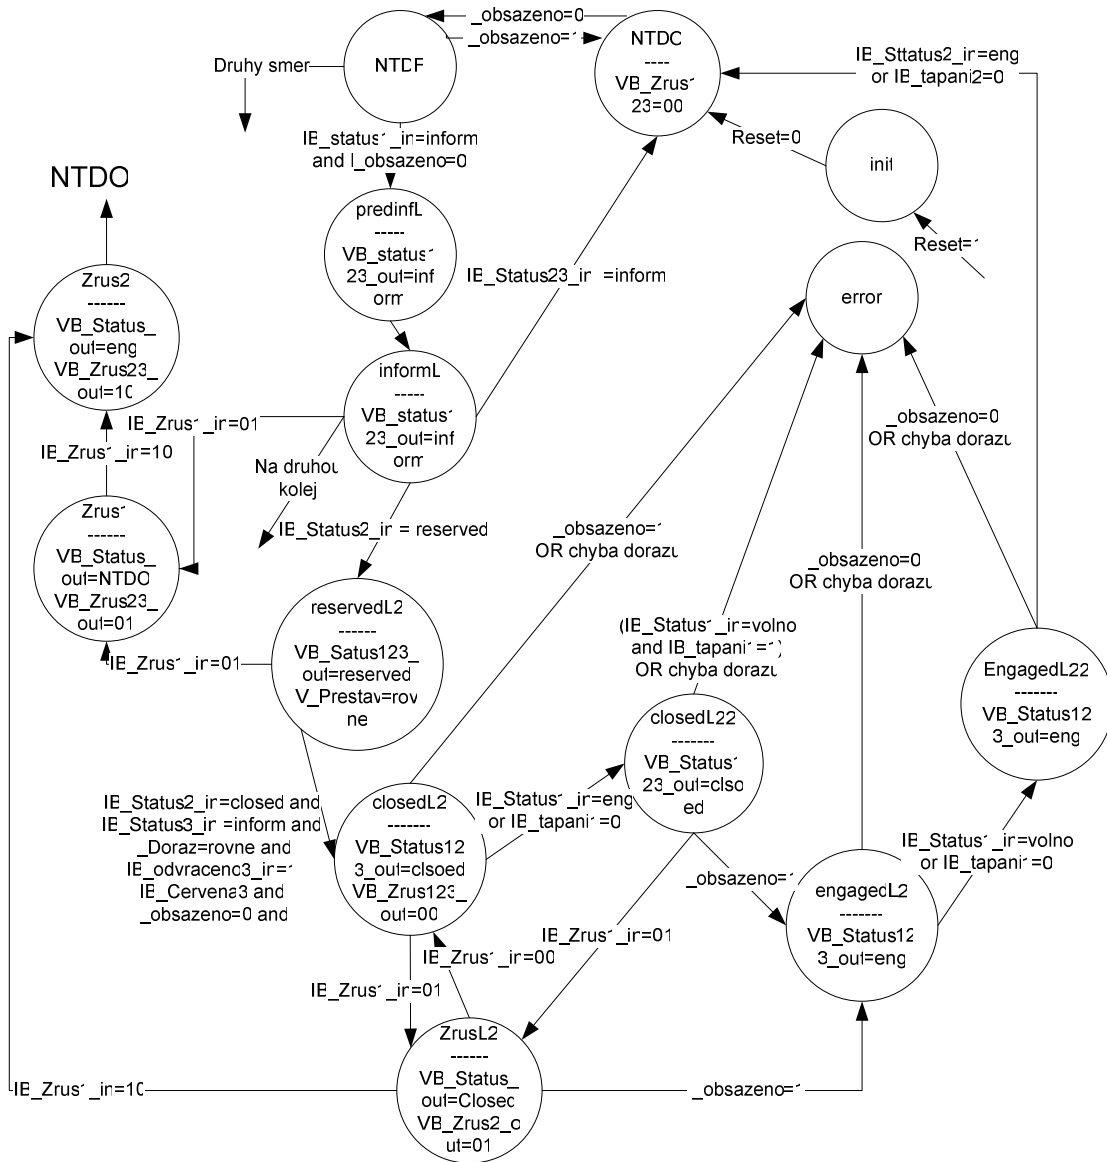 _obsazeno=0
_obsazeno=1
NTDF
Druhy smer
NTDO
----
VB_Zrus1
23=00
IB_Sttatus2_in=eng
or IB_tapani2=0
Reset=0
init
Reset=1
IB_status1_in=inform
and I_obsazeno=0
NTDO
predinfL
-----
VB_status1
23_out=inf
orm
IB_Status23_in=inform
error
Zrus2
------
VB_Status_
out=eng
VB_Zrus23_
out=10
informL
-----
VB_status1
23_out=inf
orm
IB_Zrus1_in=01
IB_Zrus1_in=10
Na druhou
kolej
_obsazeno=0
OR chyba dorazu
Zrus1
------
VB_Status_
out=NTDO
VB_Zrus23_
out=01
IB_Status2_in = reserved
_obsazeno=1
OR chyba dorazu
_obsazeno=0
OR chyba dorazu
reservedL2
------
VB_Satus123_
out=reserved
V_Prestav=rov
ne
IB_Zrus1_in=01
(IB_Status1_in=volno
and IB_tapani1=1)
OR chyba dorazu
EngagedL22
-------
VB_Status12
3_out=eng
closedL22
-------
VB_Status1
23_out=clso
ed
IB_Status2_in=closed and
IB_Status3_in=inform and
_Doraz=rovne and
IB_odvraceno3_in=1
IB_Cervena3 and
_obsazeno=0 and
closedL2
-------
VB_Status12
3_out=clsoed
VB_Zrus123_
out=00
IB_Status1_in=eng
or IB_tapani1=0
IB_Status1_in=volno
or IB_tapani1=0
_obsazeno=1
engagedL2
-------
VB_Status12
3_out=eng
IB_Zrus1_in=01
IB_Zrus1_in=00
IB_Zrus1_in=01
ZrusL2
------
VB_Status_
out=Closed
VB_Zrus2_o
ut=01
IB_Zrus1_in=10
_obsazeno=1